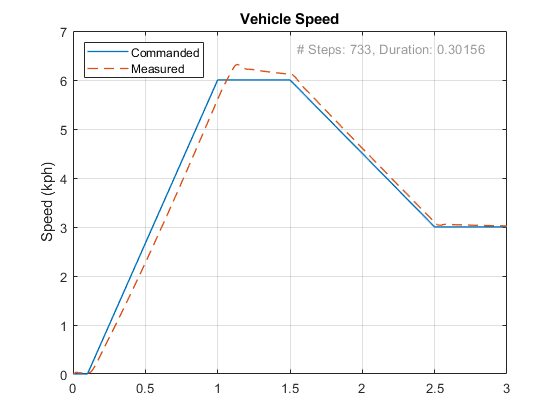 Vehicle Speed
Commanded
Measured
# Steps: 733, Duration: 0.30156
Speed (kph)
7
6
5
4
3
2
1
0
0 0.5 1 1.5 2 2.5 3